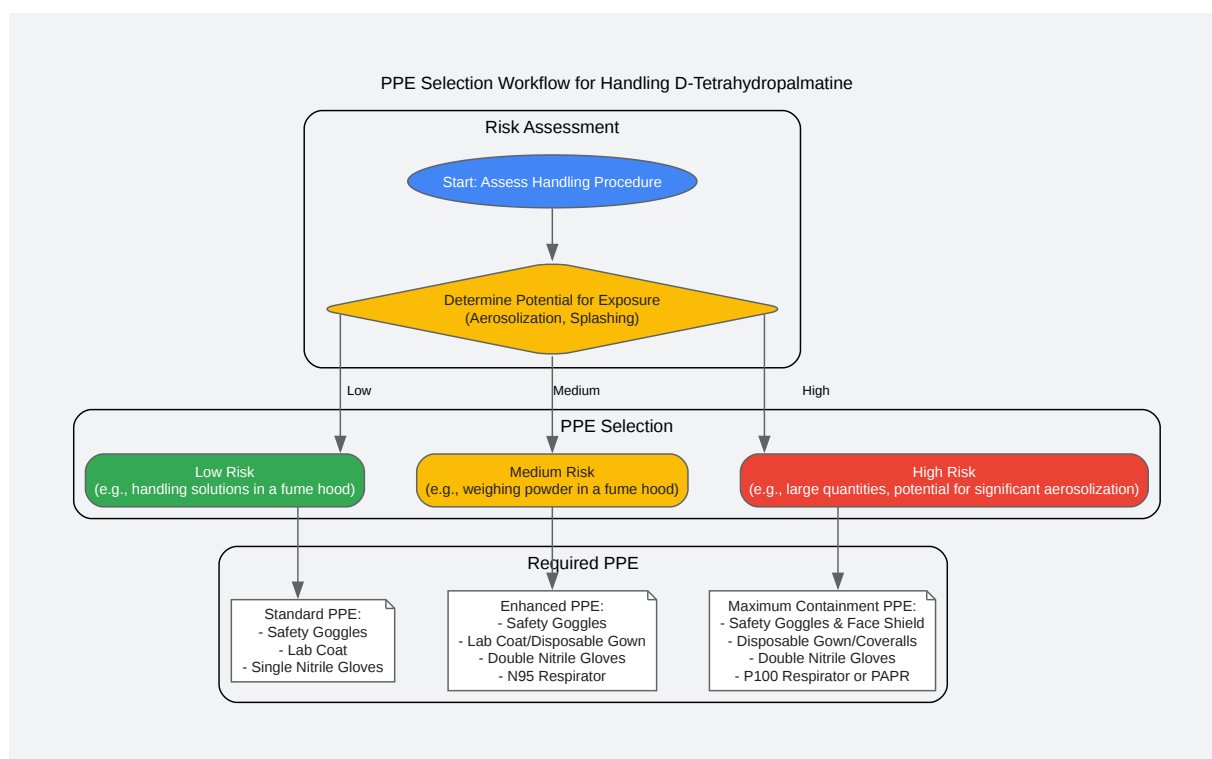 PPE Selection Workflow for Handling D-Tetrahydropalmatine
Risk Assessment
Start: Assess Handling Procedure
Determine Potential for Exposure
(Aerosolization, Splashing)
Low
Medium
High
PPE Selection
Low Risk
(e.g., handling solutions in a fume hood)
Medium Risk
(e.g., weighing powder in a fume hood)
High Risk
(e.g., large quantities, potential for significant aerosolization)
Required PPE
Standard PPE:
- Safety Goggles
- Lab Coat
- Single Nitrile Gloves
Enhanced PPE:
- Safety Goggles
- Lab Coat/Disposable Gown
- Double Nitrile Gloves
- N95 Respirator
Maximum Containment PPE:
- Safety Goggles & Face Shield
- Disposable Gown/Coveralls
- Double Nitrile Gloves
- P100 Respirator or PAPR